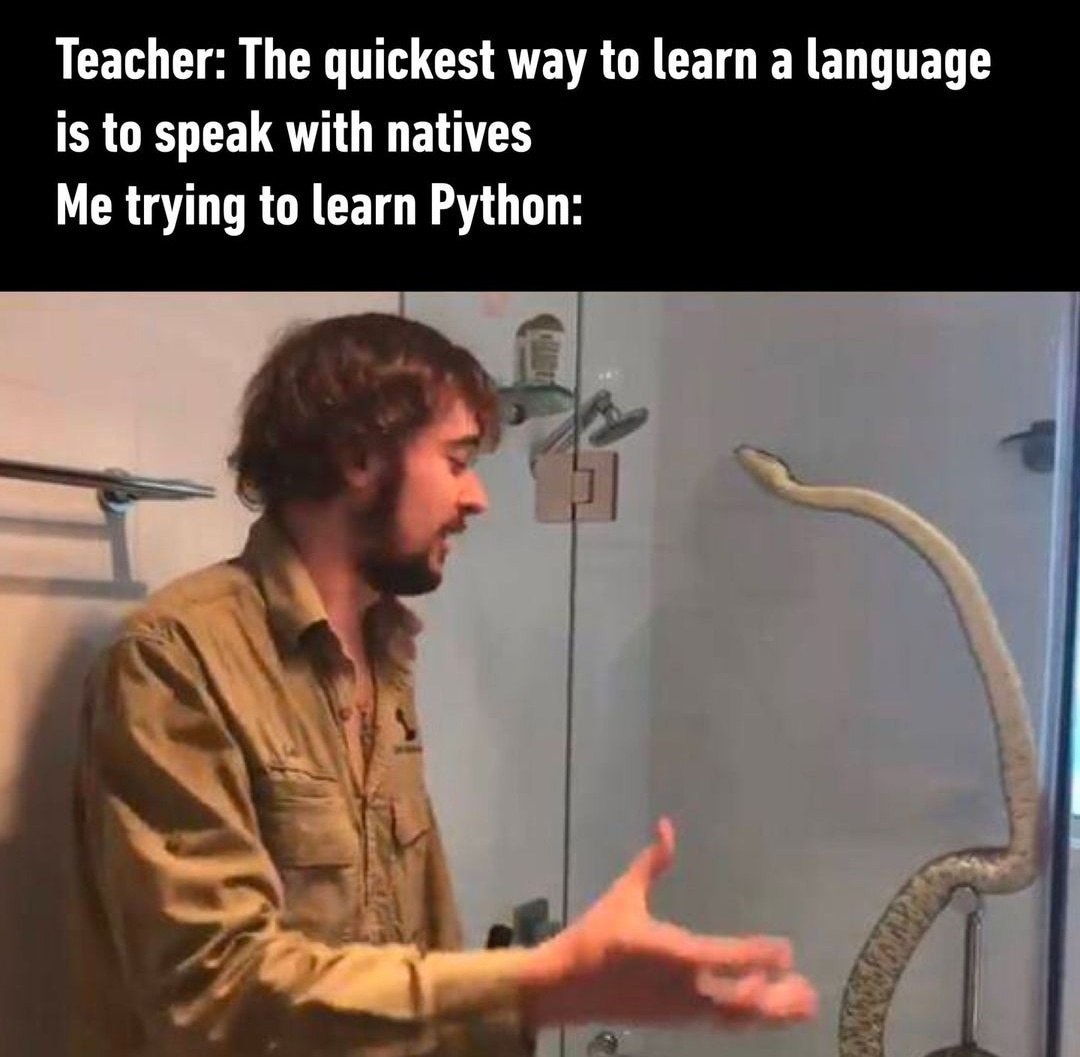 Teacher: The quickest way to learn a language
is to speak with natives
Me trying to learn Python: